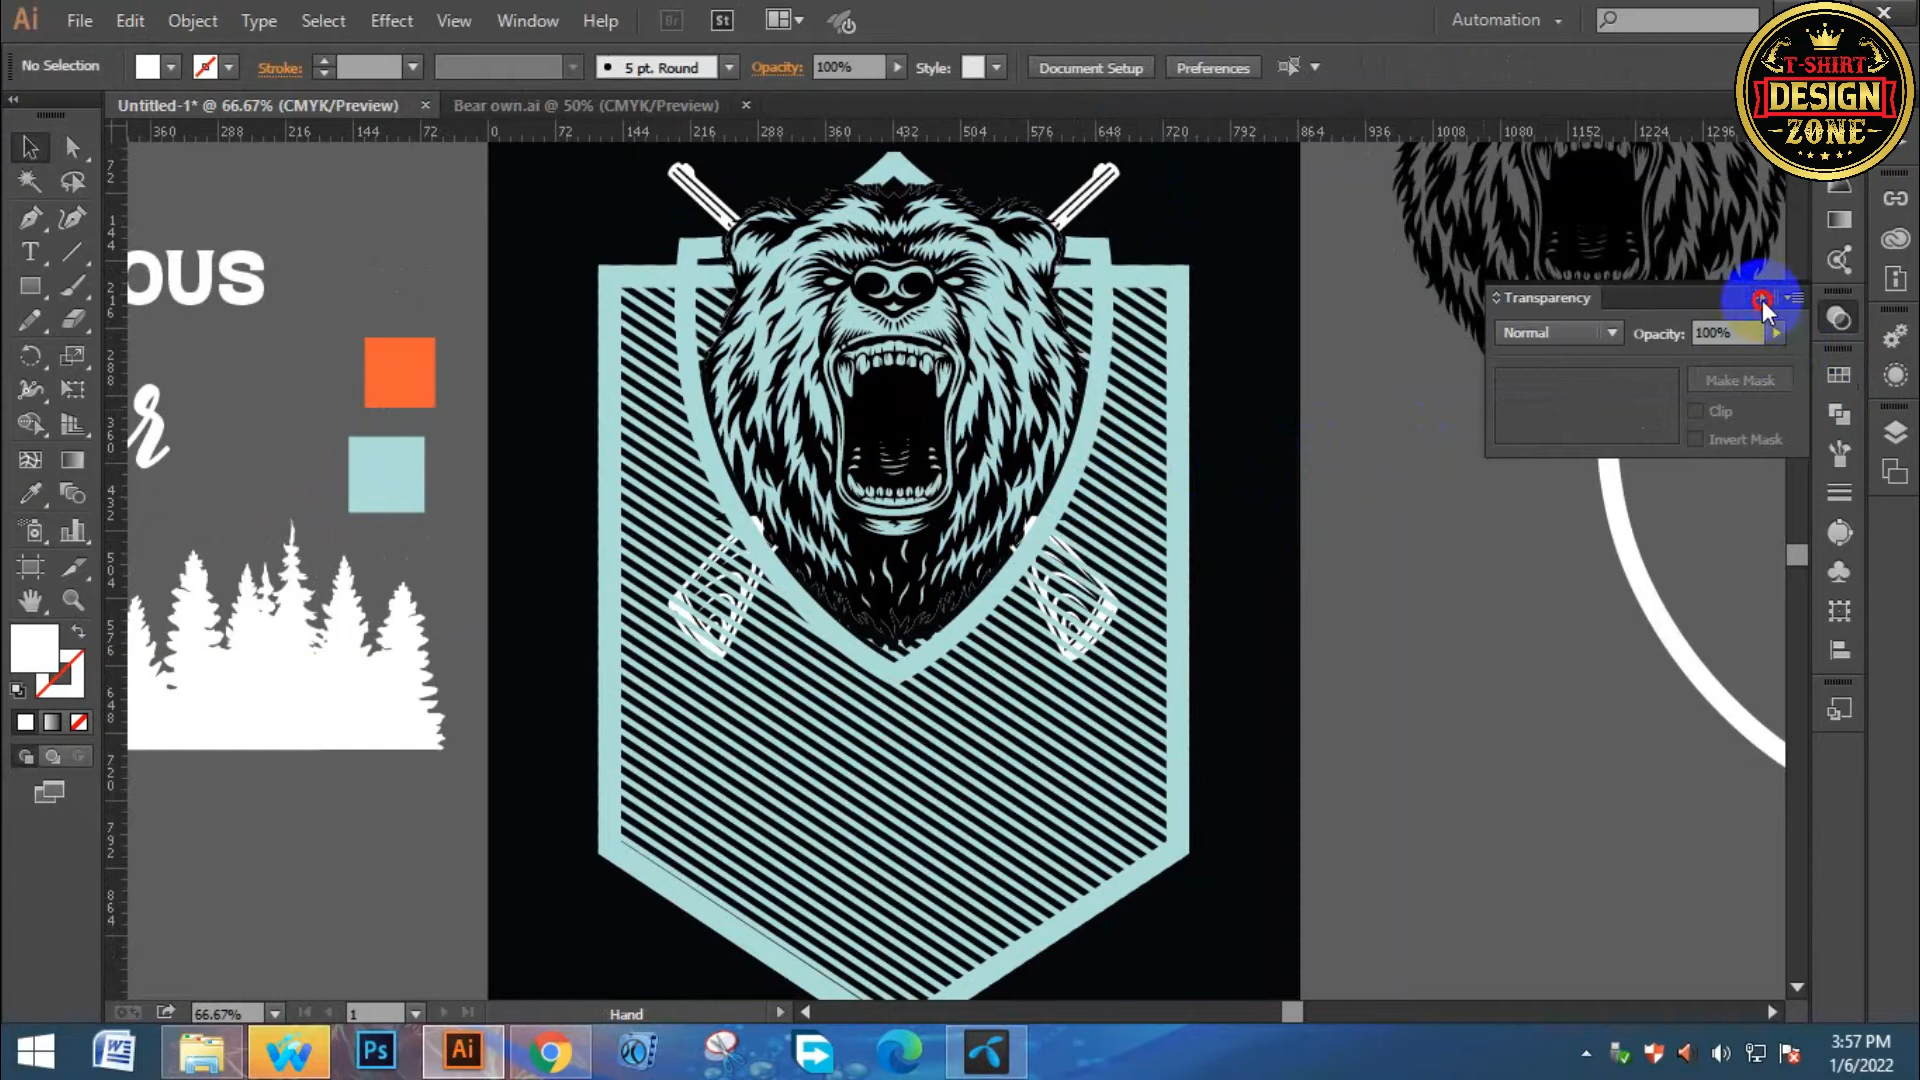 Ai File Edit Object Type Select Effect View Window Help Br St Automation
No Selection Stroke: 5 pt. Round Opacity: 100% Style: Document Setup Preferences
T-SHIRT
DESIGN
ZONE
Untitled-1* @ 66.67% (CMYK/Preview) × Bear own.ai @ 50% (CMYK/Preview) ×
360 288 216 144 72 0 72 144 216 288 360 432 504 576 648 720 792 864 936 1008 1080 1152 1224 1296
OUS
r
Transparency
Normal Opacity: 100%
Make Mask
Clip
Invert Mask
66.67% 1 Hand
Ps Ai
3:57 PM
1/6/2022